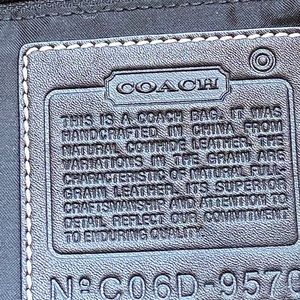 COACH
THIS IS A COACH BAG. IT WAS
HANDCRAFTED IN CHINA FROM
NATURAL COWHIDE LEATHER. THE
VARIATIONS IN THE GRAIN ARE
CHARACTERISTIC OF NATURAL FULL-
GRAIN LEATHER. ITS SUPERIOR
CRAFTSMANSHIP AND ATTENTION TO
DETAIL REFLECT OUR COMMITMENT
TO ENDURING QUALITY.
Nº C06D-9570